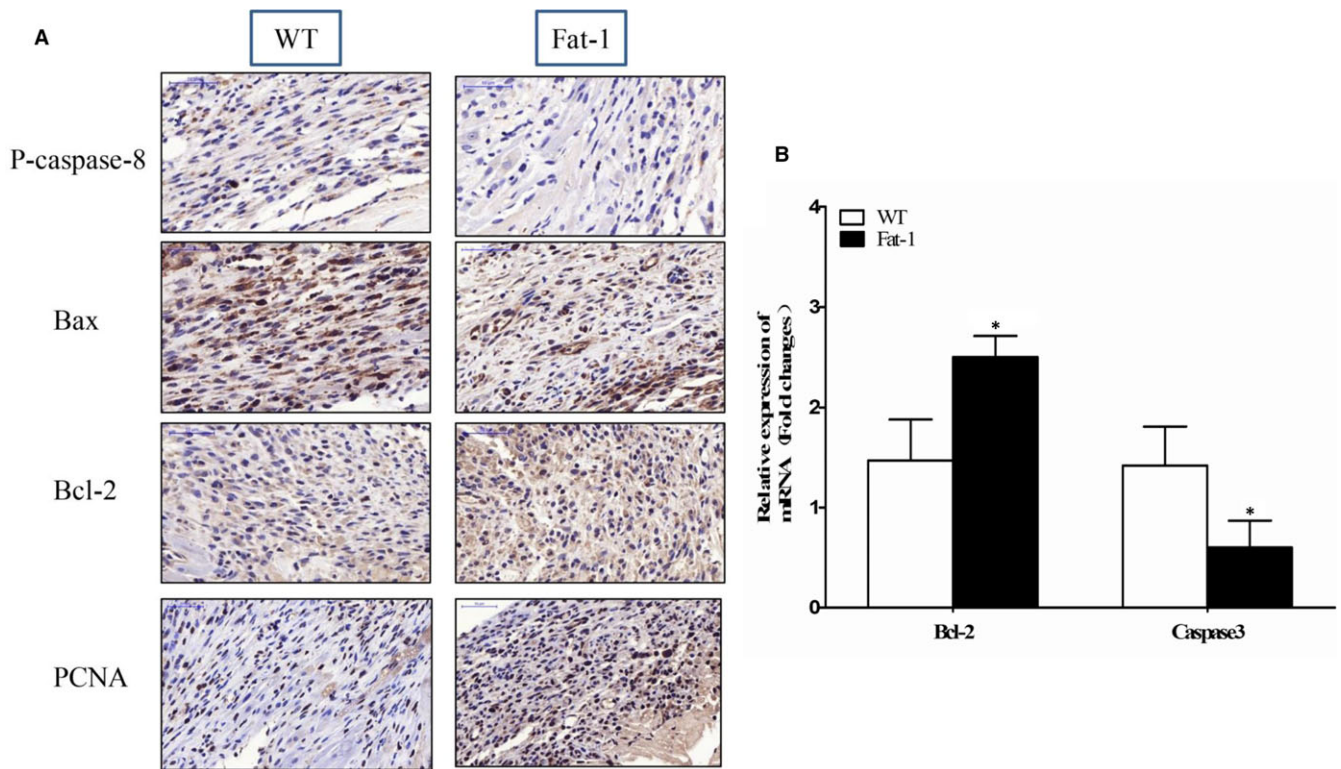 A
WT
Fat-1
P-caspase-8
Bax
Bcl-2
PCNA
B
Relative expression of
mRNA (Fold changes)
4
3
2
1
0
WT
Fat-1
*
*
Bcl-2
Caspase3